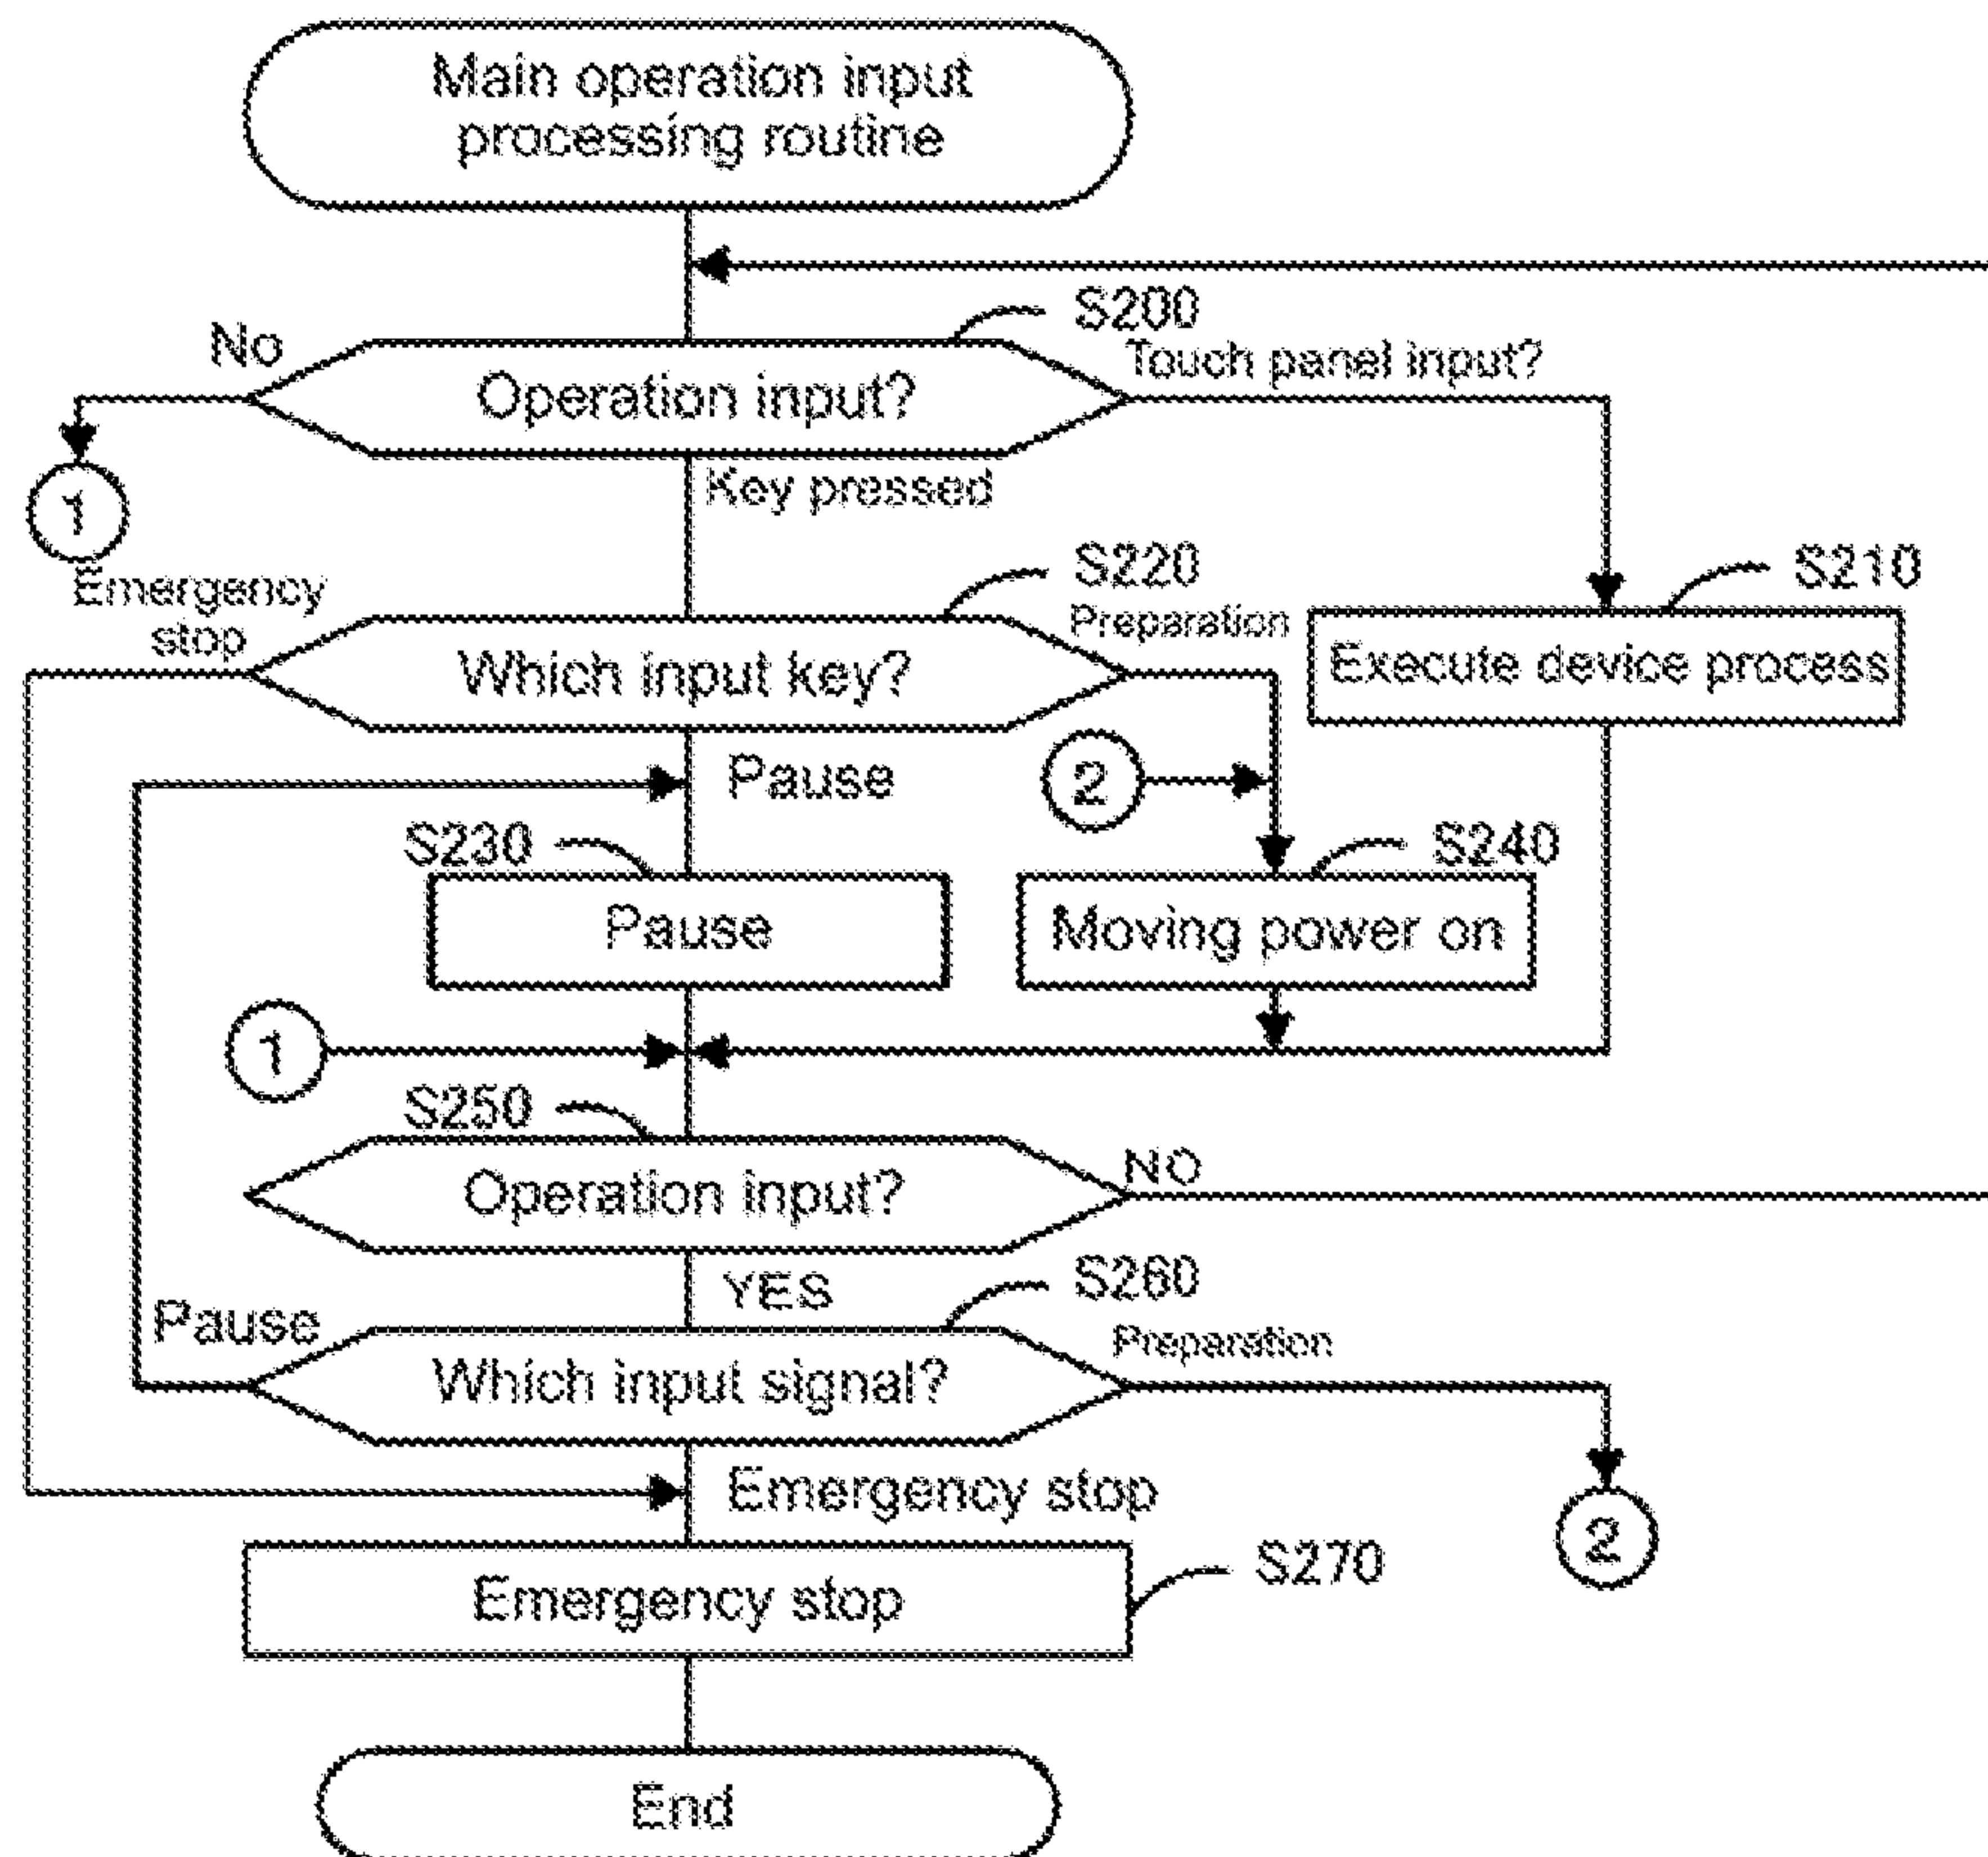 Main operation input
processing routine
S200
No
Touch panel input?
Operation input?
Key pressed
1
Emergency
stop
S220
Preparation
S210
Which input key?
Execute device process
Pause
2
S230
S240
Pause
Moving power on
1
S250
Operation input?
NO
YES
S260
Pause
Preparation
Which input signal?
Emergency stop
2
Emergency stop
S270
End